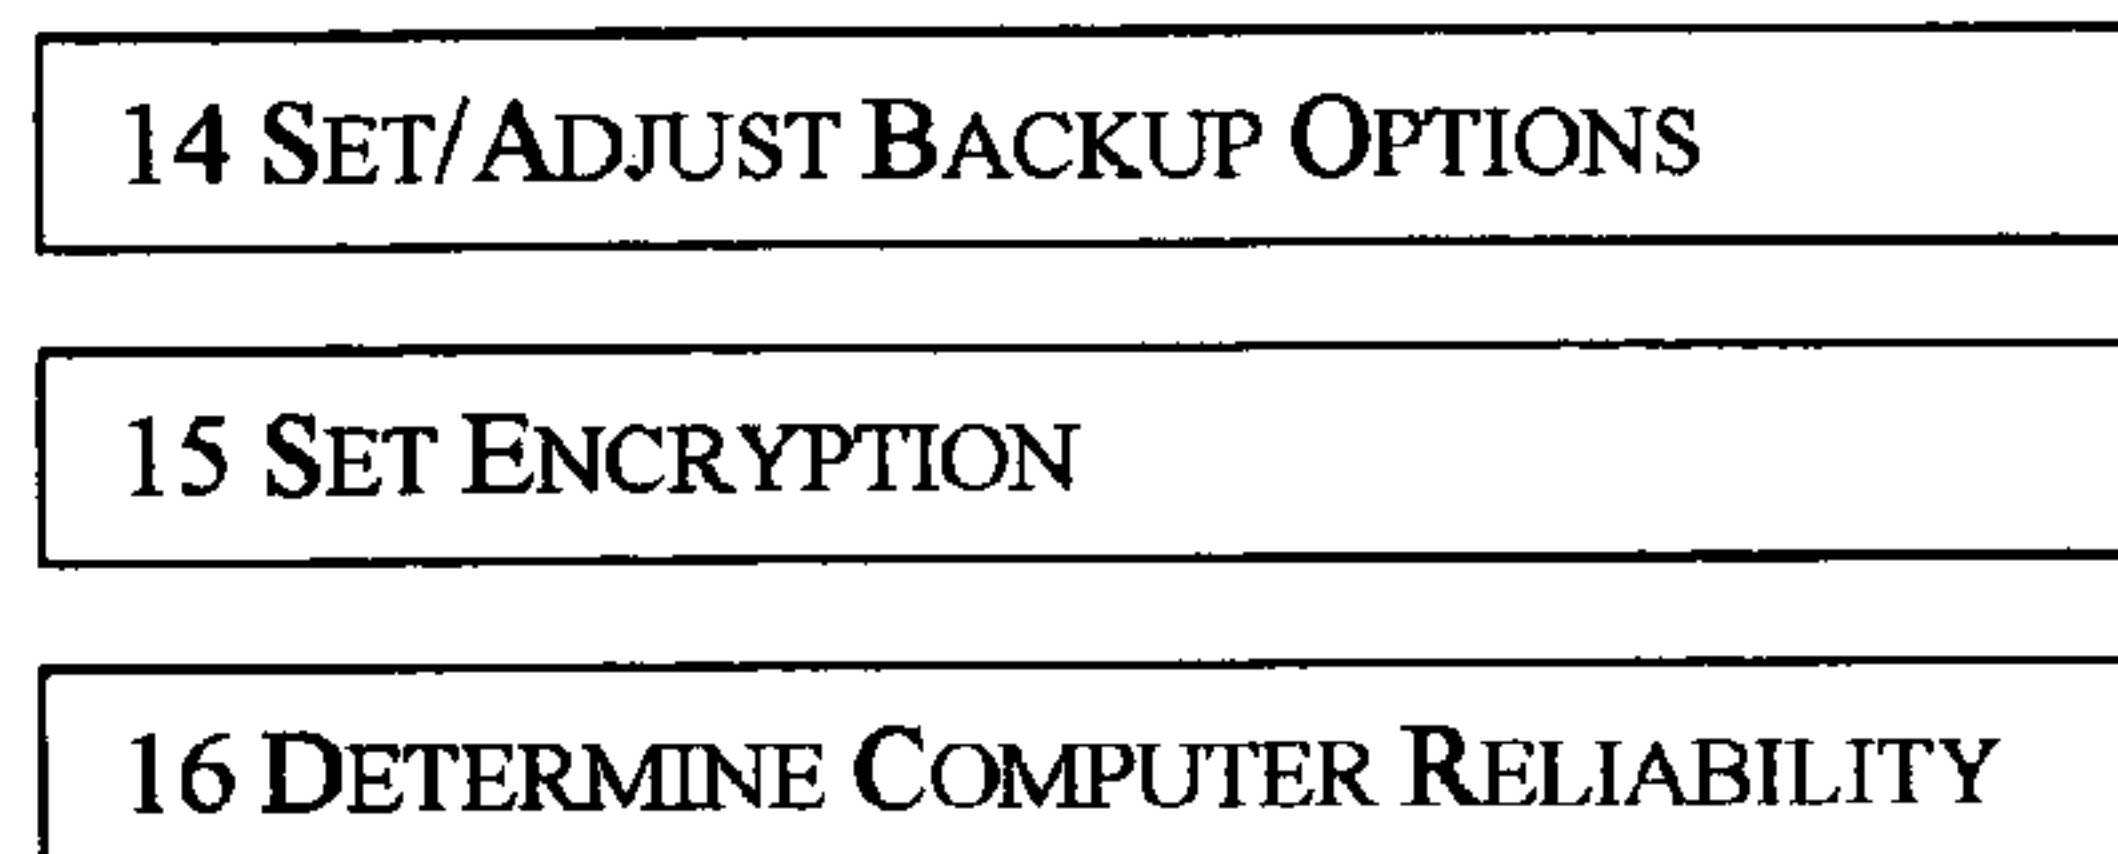 14 SET/ADJUST BACKUP OPTIONS
15 SET ENCRYPTION
16 DETERMINE COMPUTER RELIABILITY